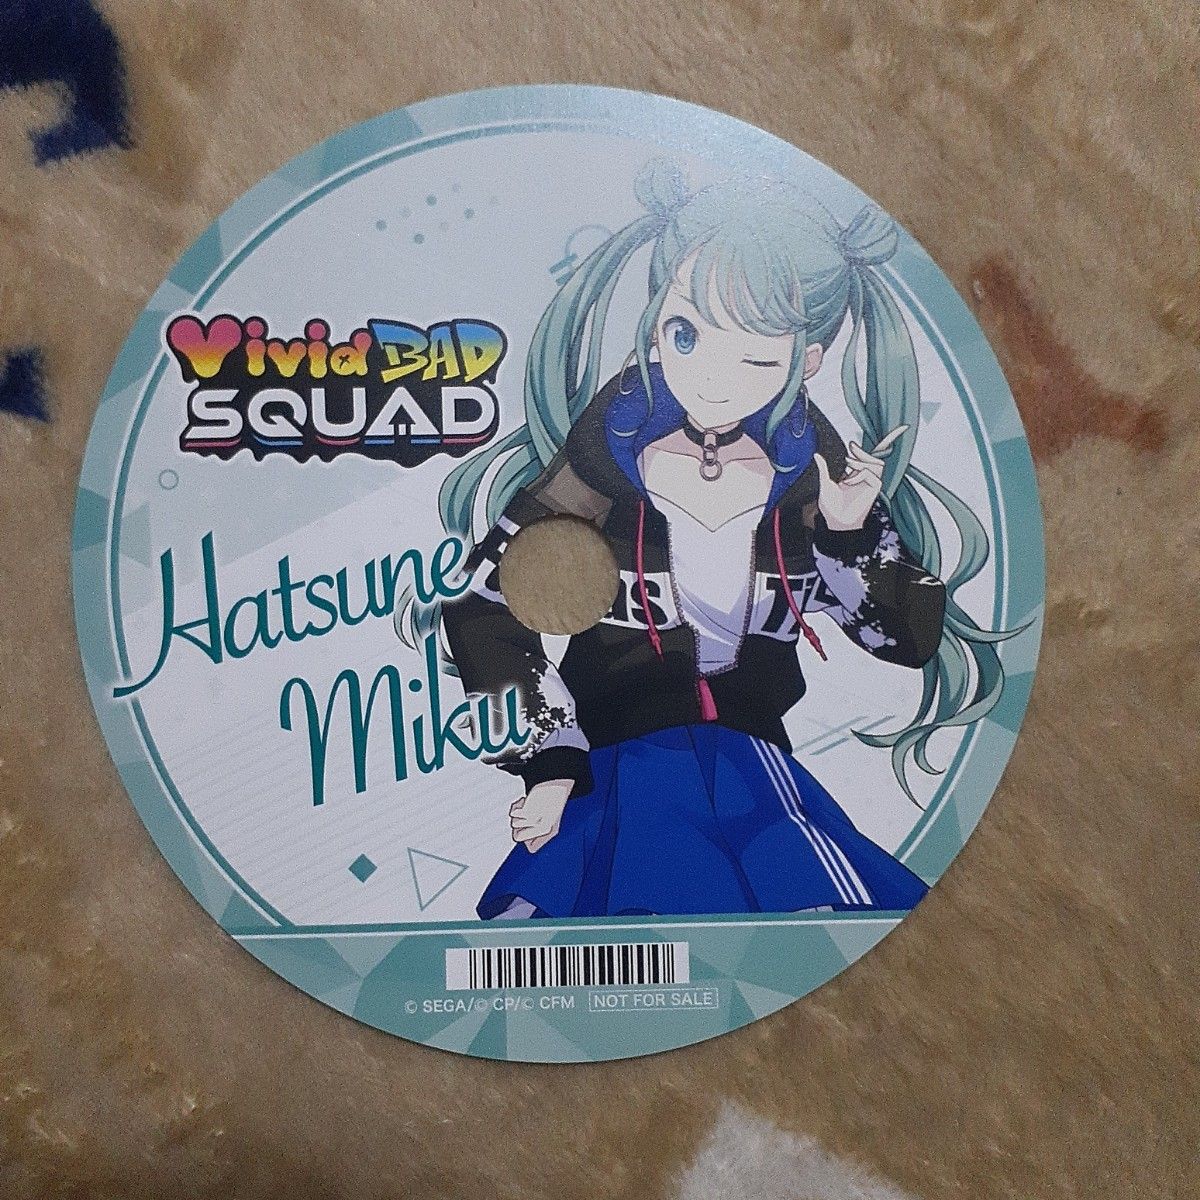 Vivid BAD
SQUAD
Hatsune
Miku
© SEGA/© CP/© CFM NOT FOR SALE